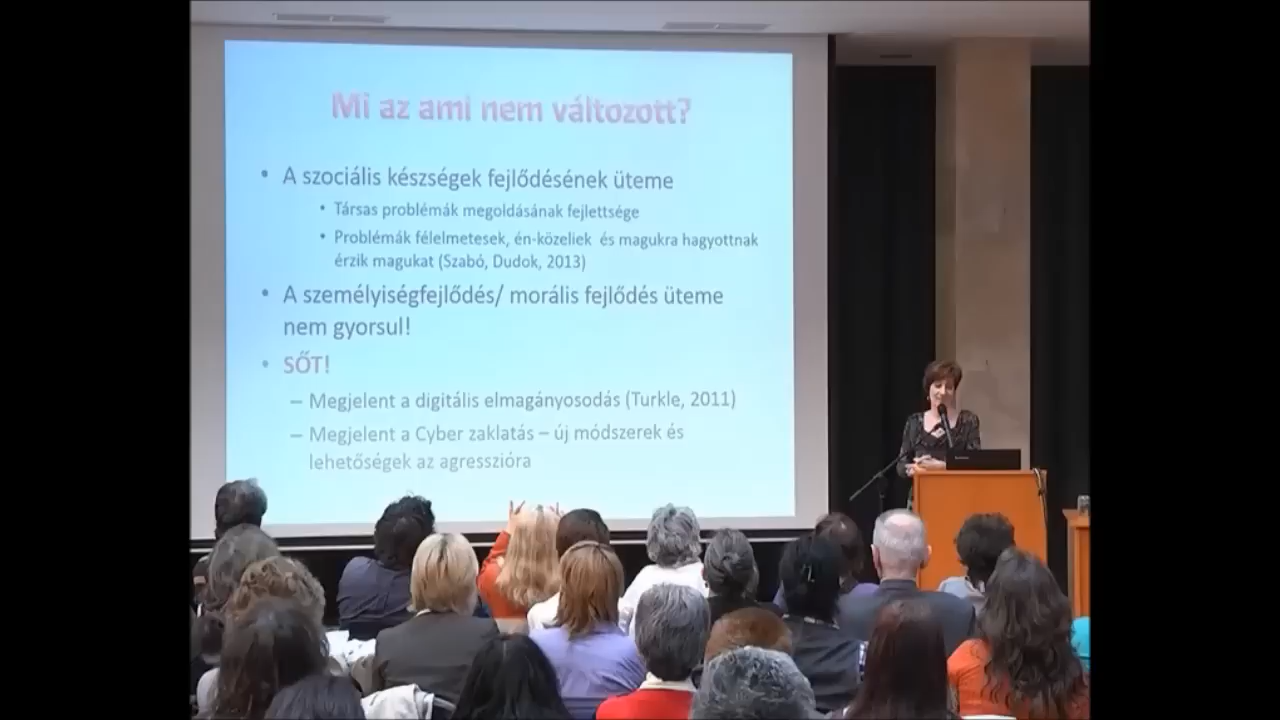 Mi az ami nem változott?
• A szociális készségek fejlődésének üteme
• Társas problémák megoldásának fejlettsége
• Problémák félelmetesek, én-közeliek és magukra hagyottnak
érzik magukat (Szabó, Dudok, 2013)
• A személyiségfejlődés/ morális fejlődés üteme
nem gyorsul!
• SŐT!
– Megjelent a digitális elmagányosodás (Turkle, 2011)
– Megjelent a Cyber zaklatás – új módszerek és
lehetőségek az agresszióra